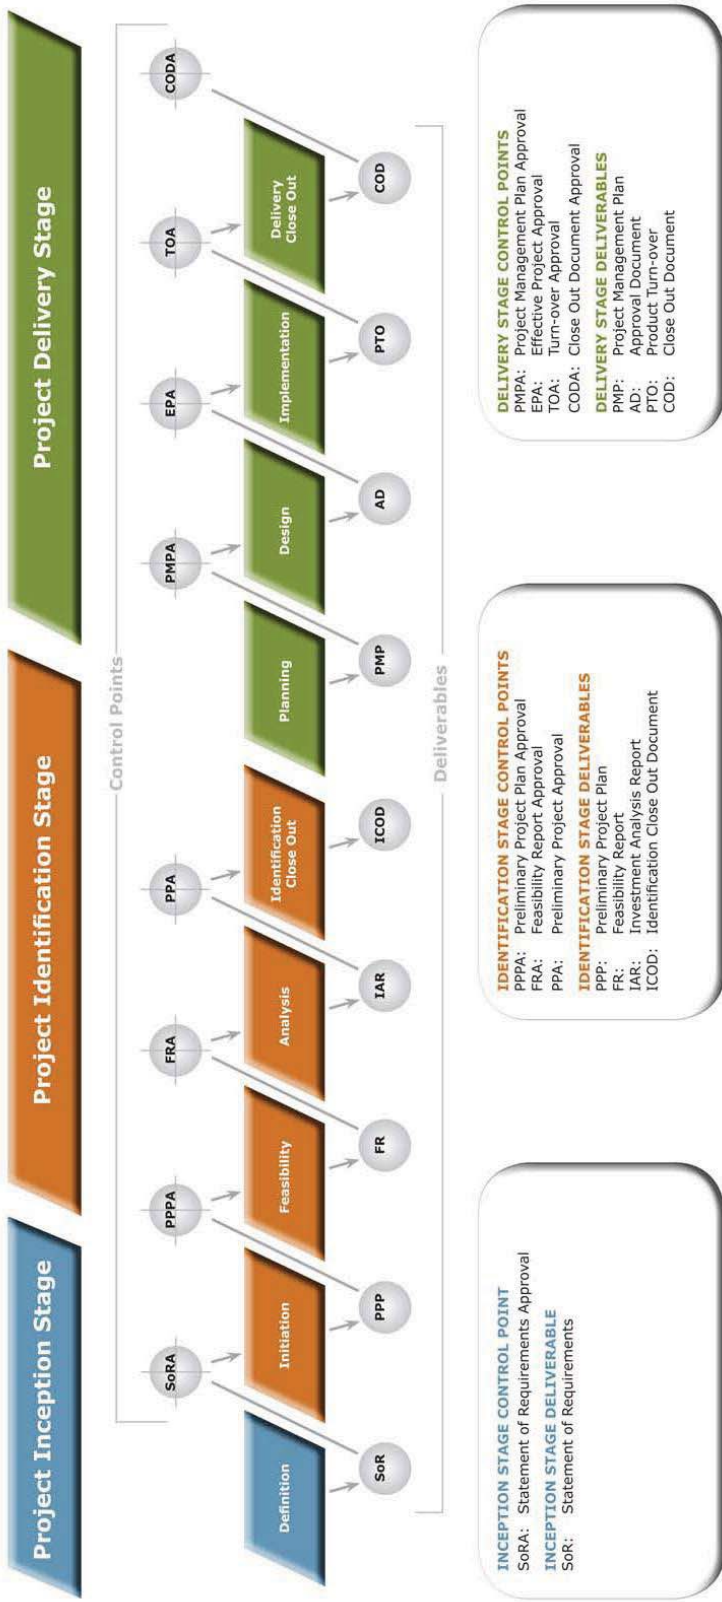 Project Inception Stage
Project Identification Stage
Project Delivery Stage
Control Points
SoRA
PPPA
FRA
PPA
PMPA
EPA
TOA
CODA
Definition
Initiation
Feasibility
Analysis
Identification
Close Out
Planning
Design
Implementation
Delivery
Close Out
SoR
PPP
FR
IAR
ICOD
PMP
AD
PTO
COD
Deliverables
INCEPTION STAGE CONTROL POINT
SoRA: Statement of Requirements Approval
INCEPTION STAGE DELIVERABLE
SoR: Statement of Requirements
IDENTIFICATION STAGE CONTROL POINTS
PPPA: Preliminary Project Plan Approval
FRA: Feasibility Report Approval
PPA: Preliminary Project Approval
IDENTIFICATION STAGE DELIVERABLES
PPP: Preliminary Project Plan
FR: Feasibility Report
IAR: Investment Analysis Report
ICOD: Identification Close Out Document
DELIVERY STAGE CONTROL POINTS
PMPA: Project Management Plan Approval
EPA: Effective Project Approval
TOA: Turn-over Approval
CODA: Close Out Document Approval
DELIVERY STAGE DELIVERABLES
PMP: Project Management Plan
AD: Approval Document
PTO: Product Turn-over
COD: Close Out Document